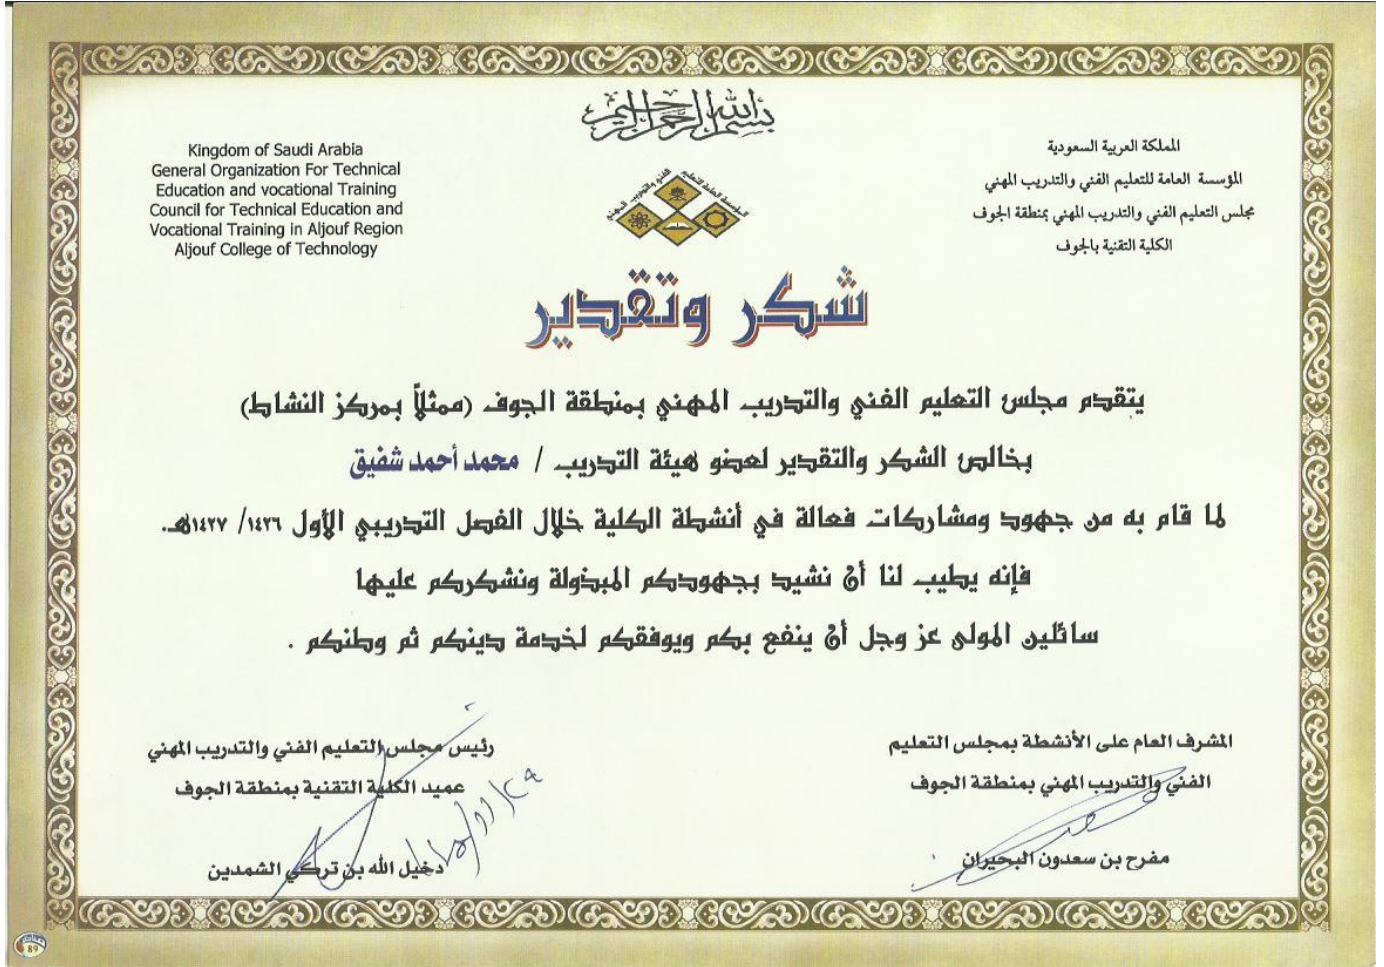 بسم الله الرحمن الرحيم
المملكة العربية السعودية
المؤسسة العامة للتعليم الفني والتدريب المهني
مجلس التعليم الفني والتدريب المهني بمنطقة الجوف
الكلية التقنية بالجوف
Kingdom of Saudi Arabia
General Organization For Technical
Education and vocational Training
Council for Technical Education and
Vocational Training in Aljouf Region
Aljouf College of Technology
المؤسسة العامة للتعليم الفني والتدريب المهني
شكر وتقدير
يتقدم مجلس التعليم الفني والتدريب المهني بمنطقة الجوف (ممثلاً بمركز النشاط)
بخالص الشكر والتقدير لعضو هيئة التدريب / محمد أحمد شفيق
لما قام به من جهود ومشاركات فعالة في أنشطة الكلية خلال الفصل التدريبي الأول ١٤٢٦/ ١٤٢٧هـ.
فإنه يطيب لنا أن نشيد بجهودكم المبذولة ونشكركم عليها
سائلين المولى عز وجل أن ينفع بكم ويوفقكم لخدمة دينكم ثم وطنكم .
المشرف العام على الأنشطة بمجلس التعليم
الفني والتدريب المهني بمنطقة الجوف
مفرح بن سعدون البحيران
رئيس مجلس التعليم الفني والتدريب المهني
عميد الكلية التقنية بمنطقة الجوف
دخيل الله بن تركي الشمدين
89